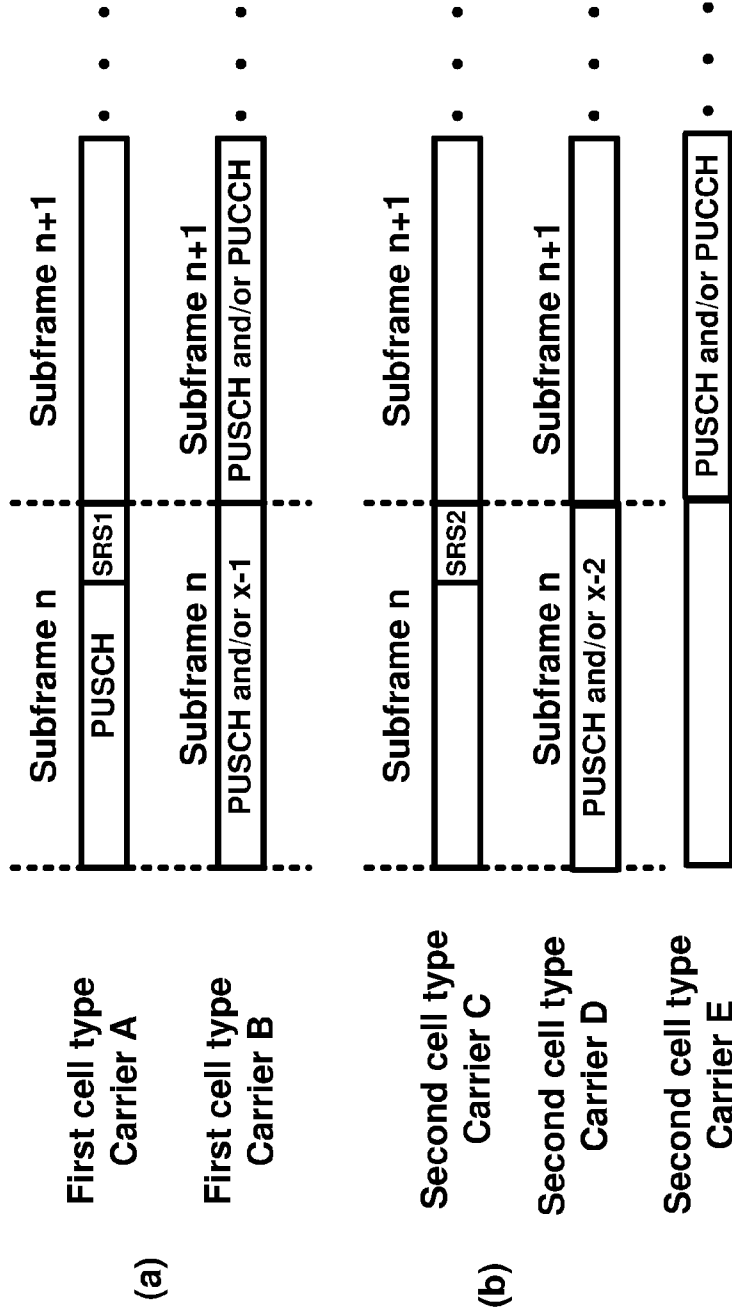 (a)
First cell type
Carrier A
Subframe n
Subframe n+1
PUSCH
SRS1
First cell type
Carrier B
Subframe n
Subframe n+1
PUSCH and/or x-1
PUSCH and/or PUCCH
(b)
Second cell type
Carrier C
Subframe n
Subframe n+1
SRS2
Second cell type
Carrier D
Subframe n
Subframe n+1
PUSCH and/or x-2
Second cell type
Carrier E
PUSCH and/or PUCCH